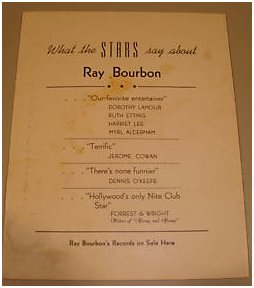 What the STARS say about
Ray Bourbon
. . . . "Our favorite entertainer"
DOROTHY LAMOUR
RUTH ETTING
HARRIET LEE
MYRL ALDERMAN
. . . . "Terrific"
JEROME COWAN
. . . . "There's none funnier"
DENNIS O'KEEFE
. . . . "Hollywood's only Nite Club
Star"
FORREST & WRIGHT
Ray Bourbon's Records on Sale Here